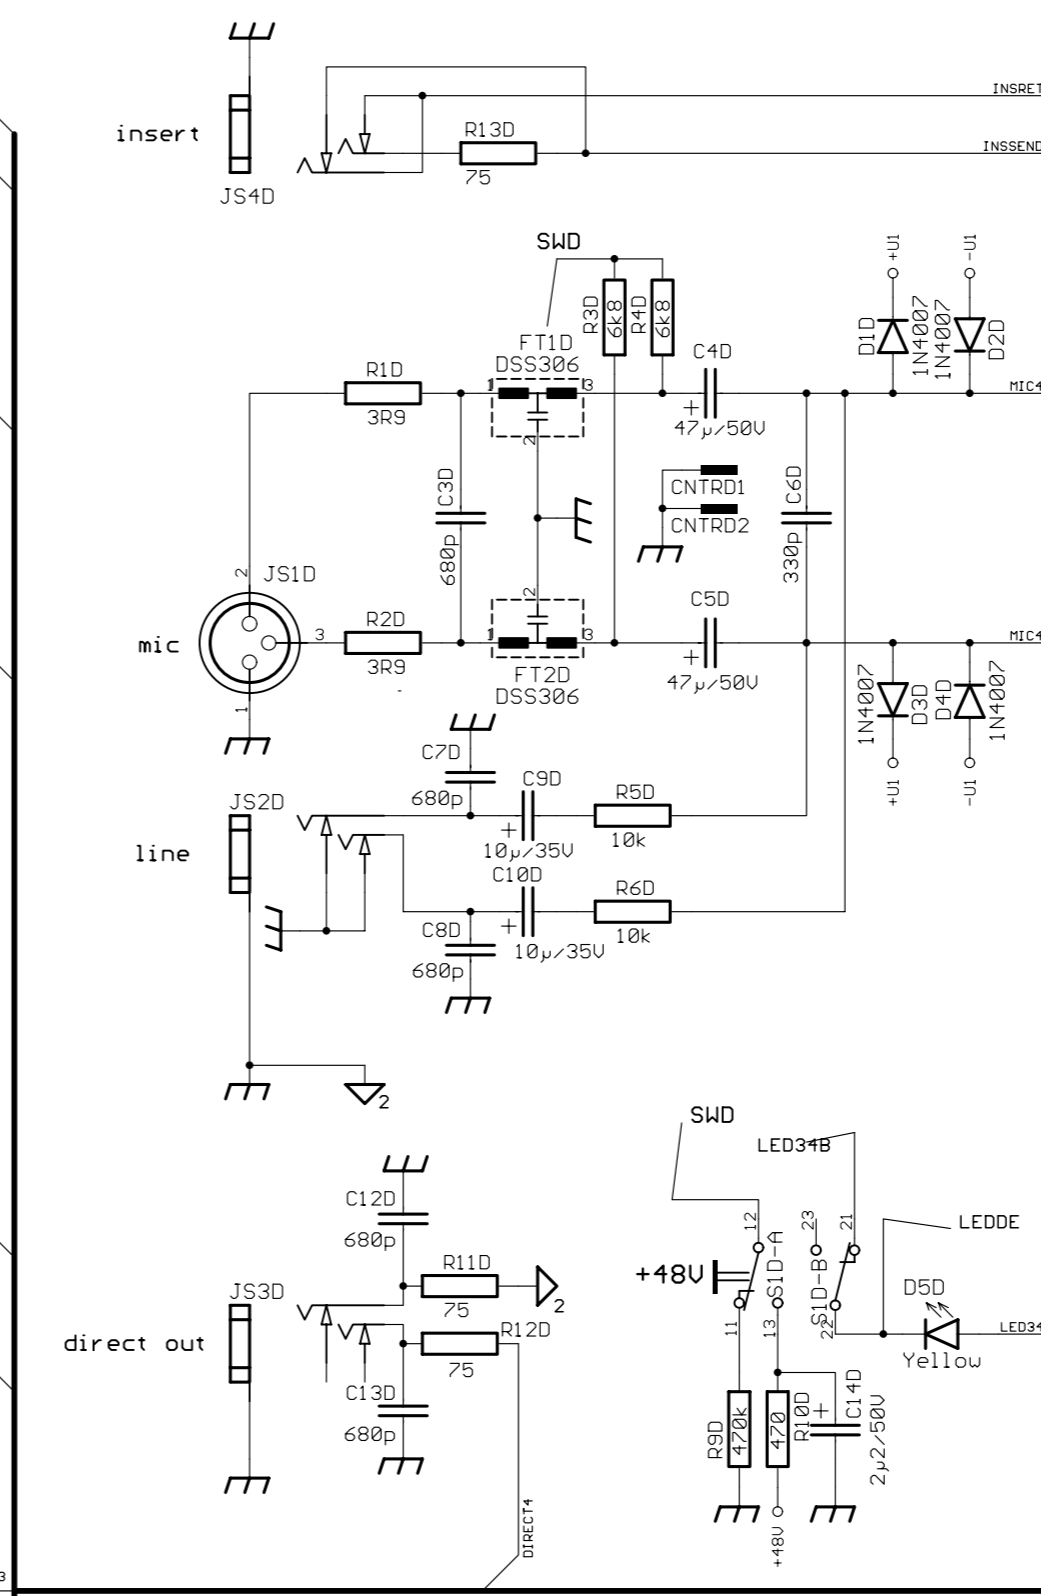 INSRET
insert
R13D
75
INSSEND
JS4D
SWD
+U1
-U1
R3D
6k8
R4D
6k8
D1D
1N4007
1N4007
D2D
FT1D
DSS306
C4D
R1D
1
3
3R9
2
+
47µ/50V
MIC4
C3D
680p
CNTRD1
CNTRD2
C6D
330p
2
JS1D
2
C5D
mic
R2D
3
1
3
MIC4
3R9
FT2D
DSS306
+
47µ/50V
1
1N4007
D3D
D4D
1N4007
C7D
680p
C9D
+U1
-U1
JS2D
R5D
+
10µ/35V
10k
line
C10D
R6D
C8D
+
10µ/35V
10k
680p
2
SWD
LED34B
C12D
680p
12
23
21
LEDDE
R11D
+48V
S1D-A
S1D-B
JS3D
75
2
D5D
direct out
R12D
11
13
22
LED34
75
Yellow
C13D
680p
R9D
470k
470
R10D
+
C14D
2µ2/50V
DIRECT4
+48V
3